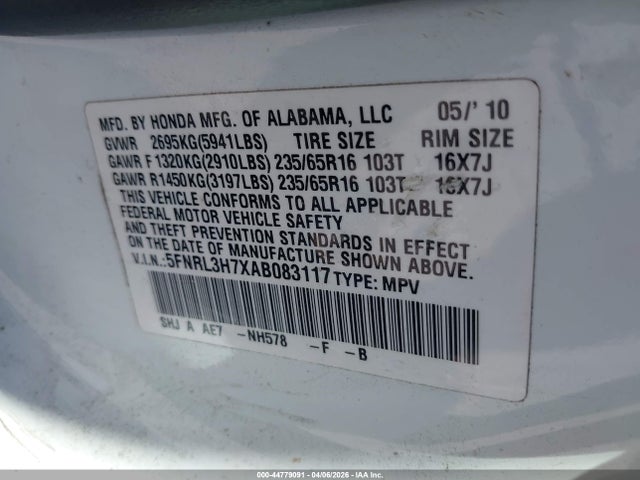 MFD. BY HONDA MFG. OF ALABAMA, LLC 05/' 10
GVWR 2695KG(5941LBS) TIRE SIZE RIM SIZE
GAWR F 1320KG(2910LBS) 235/65R16 103T 16X7J
GAWR R1450KG(3197LBS) 235/65R16 103T 16X7J
THIS VEHICLE CONFORMS TO ALL APPLICABLE
FEDERAL MOTOR VEHICLE SAFETY
AND THEFT PREVENTION STANDARDS IN EFFECT
ON THE DATE OF MANUFACTURE SHOWN ABOVE.
V.I.N.:5FNRL3H7XAB083117 TYPE: MPV
SHJ A AE7 -NH578 -F -B
000-44779091 - 04/06/2026 - IAA Inc.